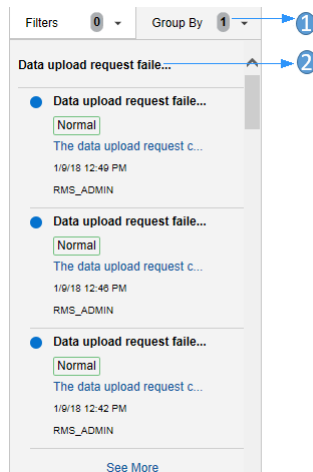 Filters 0 Group By 1 1
Data upload request faile... 2
Data upload request faile...
Normal
The data upload request c...
1/9/18 12:49 PM
RMS_ADMIN
Data upload request faile...
Normal
The data upload request c...
1/9/18 12:46 PM
RMS_ADMIN
Data upload request faile...
Normal
The data upload request c...
1/9/18 12:42 PM
RMS_ADMIN
See More